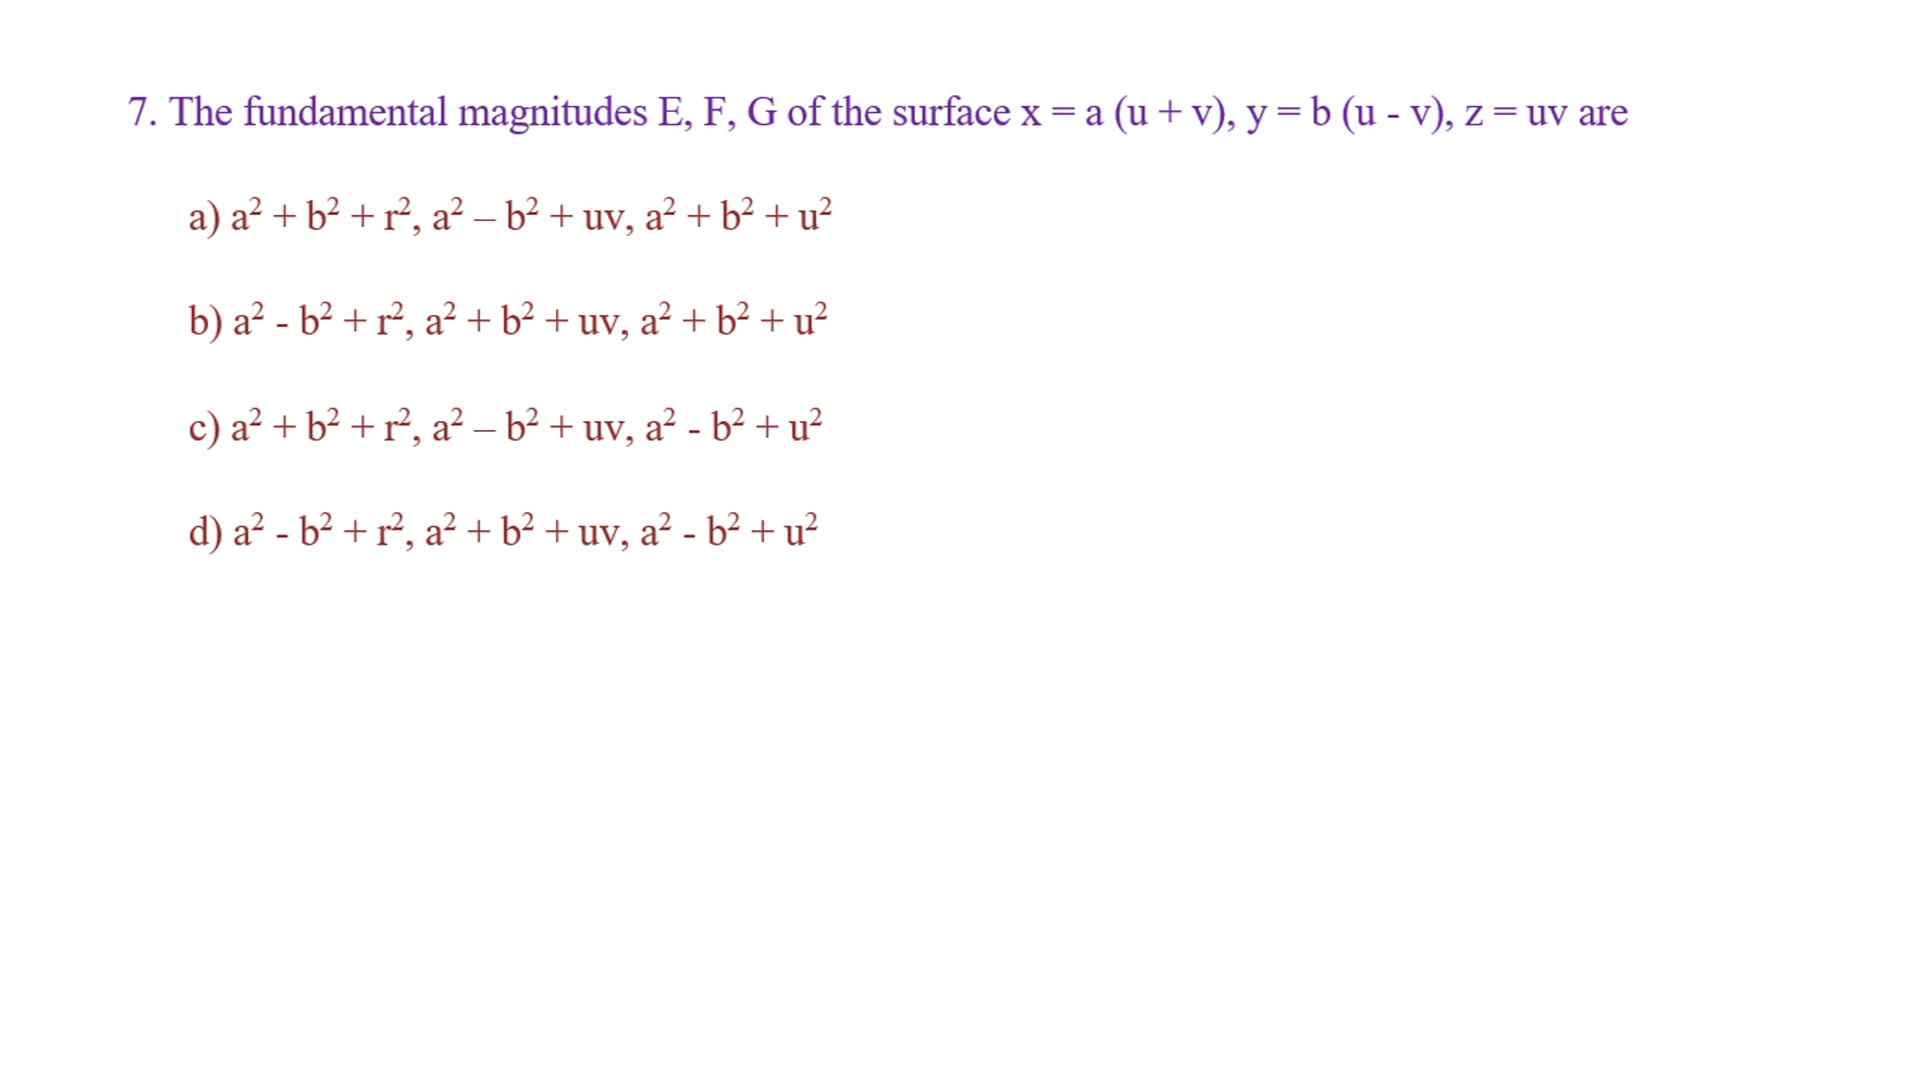 7. The fundamental magnitudes E, F, G of the surface x = a (u + v), y = b (u - v), z = uv are
a) a² + b² + r², a² – b² + uv, a² + b² + u²
b) a² - b² + r², a² + b² + uv, a² + b² + u²
c) a² + b² + r², a² – b² + uv, a² - b² + u²
d) a² - b² + r², a² + b² + uv, a² - b² + u²